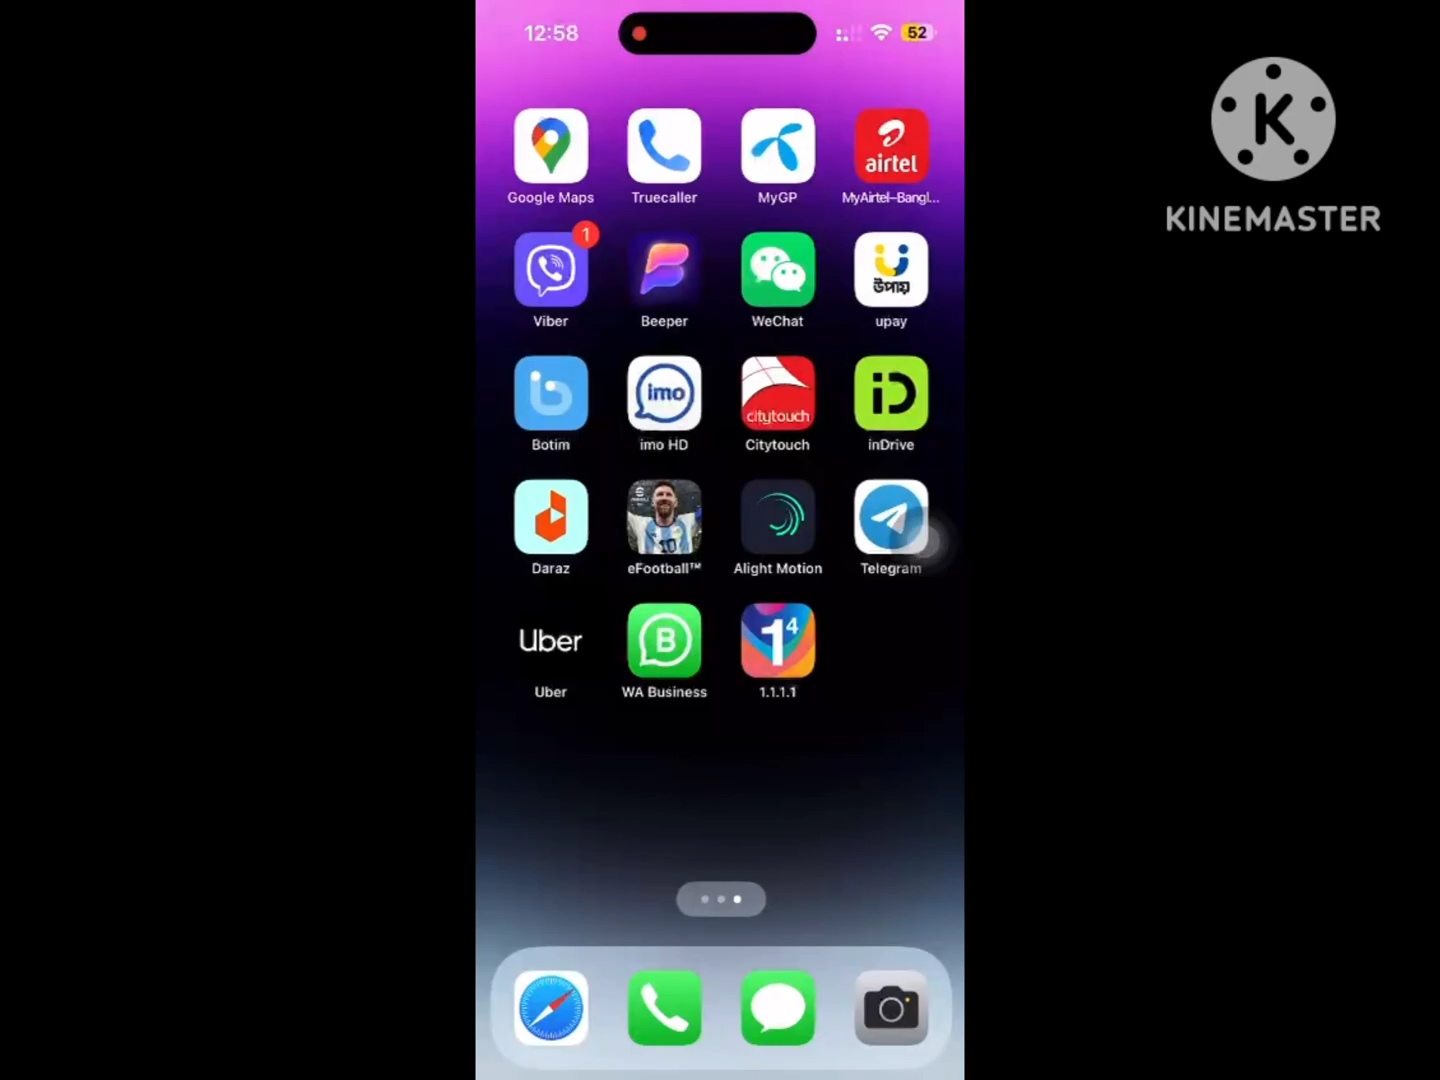 12:58
52
K
KINEMASTER
airtel
Google Maps
Truecaller
MyGP
MyAirtel–Bangl...
1
উপায়
Viber
Beeper
WeChat
upay
imo
citytouch
iD
Botim
imo HD
Citytouch
inDrive
10
Daraz
eFootball™
Alight Motion
Telegram
Uber
B
1⁴
Uber
WA Business
1.1.1.1